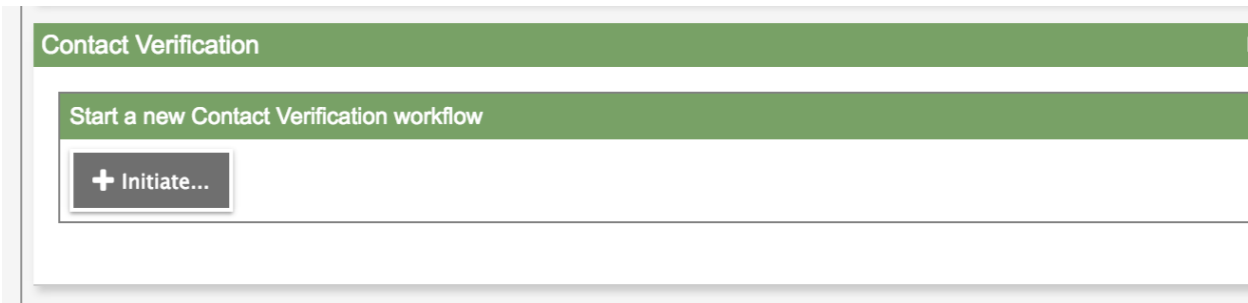 Contact Verification
Start a new Contact Verification workflow
Initiate...